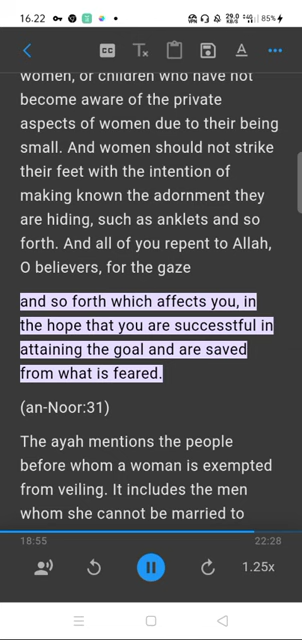 16.22
29.0 KB/S
85%
CC
women, or children who have not
become aware of the private
aspects of women due to their being
small. And women should not strike
their feet with the intention of
making known the adornment they
are hiding, such as anklets and so
forth. And all of you repent to Allah,
O believers, for the gaze
and so forth which affects you, in
the hope that you are successtful in
attaining the goal and are saved
from what is feared.
(an-Noor:31)
The ayah mentions the people
before whom a woman is exempted
from veiling. It includes the men
whom she cannot be married to
18:55
22:28
1.25x